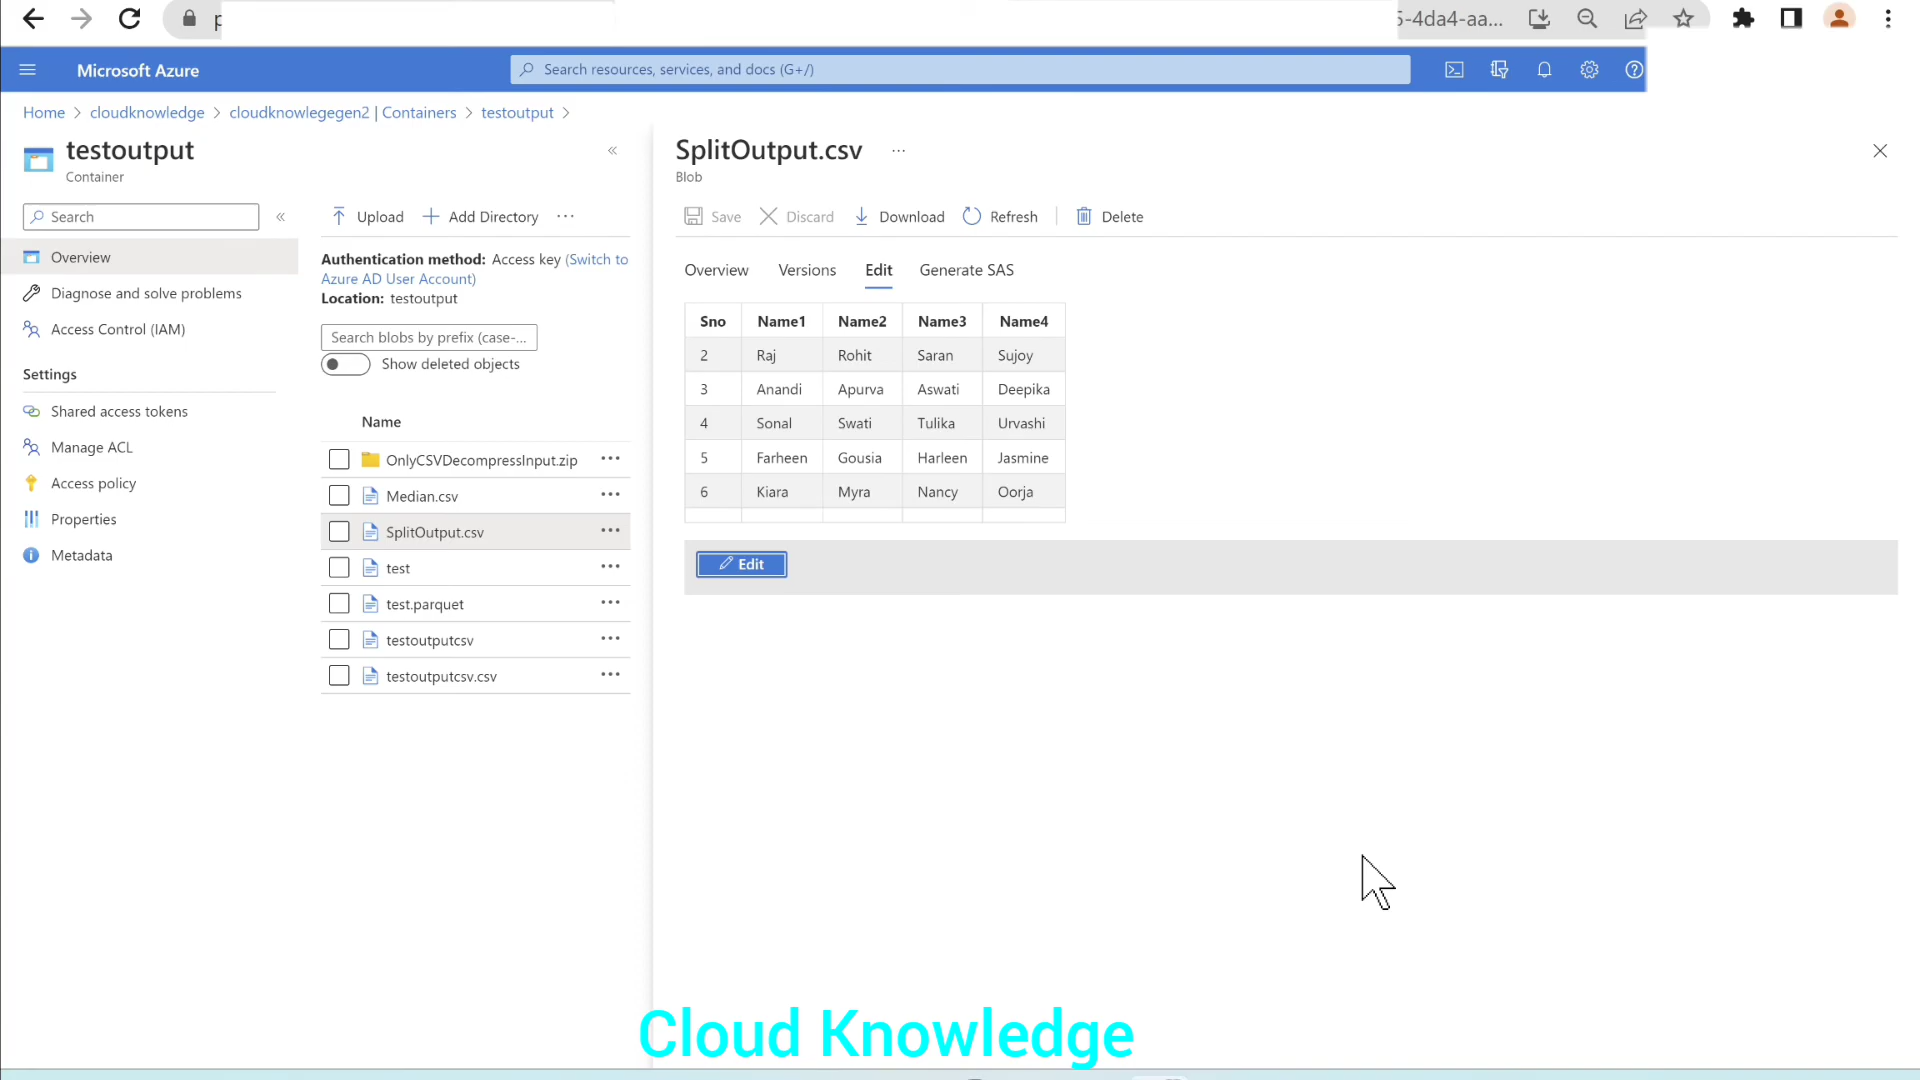 5-4da4-aa...
Microsoft Azure
Search resources, services, and docs (G+/)
Home > cloudknowledge > cloudknowlegegen2 | Containers > testoutput >
testoutput
Container
Search
Overview
Diagnose and solve problems
Access Control (IAM)
Settings
Shared access tokens
Manage ACL
Access policy
Properties
Metadata
Upload Add Directory ...
Authentication method: Access key (Switch to
Azure AD User Account)
Location: testoutput
Search blobs by prefix (case-...
Show deleted objects
Name
OnlyCSVDecompressInput.zip
Median.csv
SplitOutput.csv
test
test.parquet
testoutputcsv
testoutputcsv.csv
SplitOutput.csv ...
Blob
Save Discard Download Refresh Delete
Overview Versions Edit Generate SAS
Sno Name1 Name2 Name3 Name4
2 Raj Rohit Saran Sujoy
3 Anandi Apurva Aswati Deepika
4 Sonal Swati Tulika Urvashi
5 Farheen Gousia Harleen Jasmine
6 Kiara Myra Nancy Oorja
Edit
Cloud Knowledge